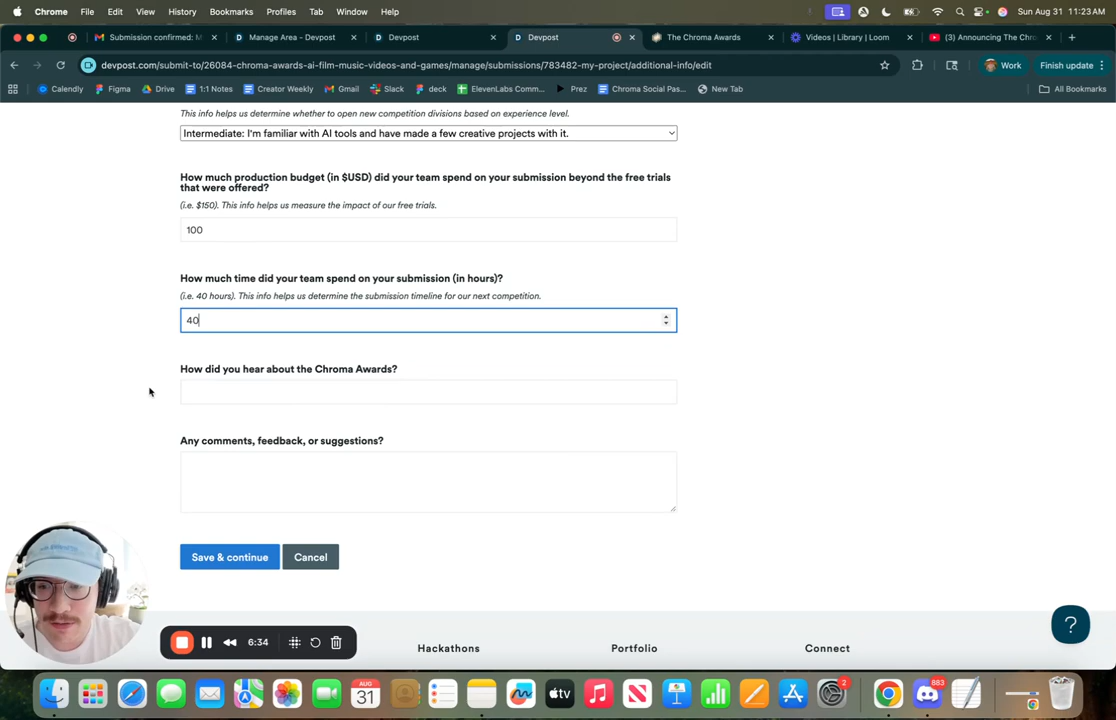 Chrome File Edit View History Bookmarks Profiles Tab Window Help Sun Aug 31 11:23 AM
Submission confirmed: M Manage Area - Devpost Devpost Devpost The Chroma Awards Videos | Library | Loom (3) Announcing The Chro
devpost.com/submit-to/26084-chroma-awards-ai-film-music-videos-and-games/manage/submissions/783482-my-project/additional-info/edit Work Finish update
Calendly Figma Drive 1:1 Notes Creator Weekly Gmail Slack deck ElevenLabs Comm... Prez Chroma Social Pas... New Tab All Bookmarks
This info helps us determine whether to open new competition divisions based on experience level.
Intermediate: I'm familiar with AI tools and have made a few creative projects with it.
How much production budget (in $USD) did your team spend on your submission beyond the free trials
that were offered?
(i.e. $150). This info helps us measure the impact of our free trials.
100
How much time did your team spend on your submission (in hours)?
(i.e. 40 hours). This info helps us determine the submission timeline for our next competition.
40
How did you hear about the Chroma Awards?
Any comments, feedback, or suggestions?
Save & continue Cancel
?
6:34
Hackathons Portfolio Connect
AUG
31
tv
2
883